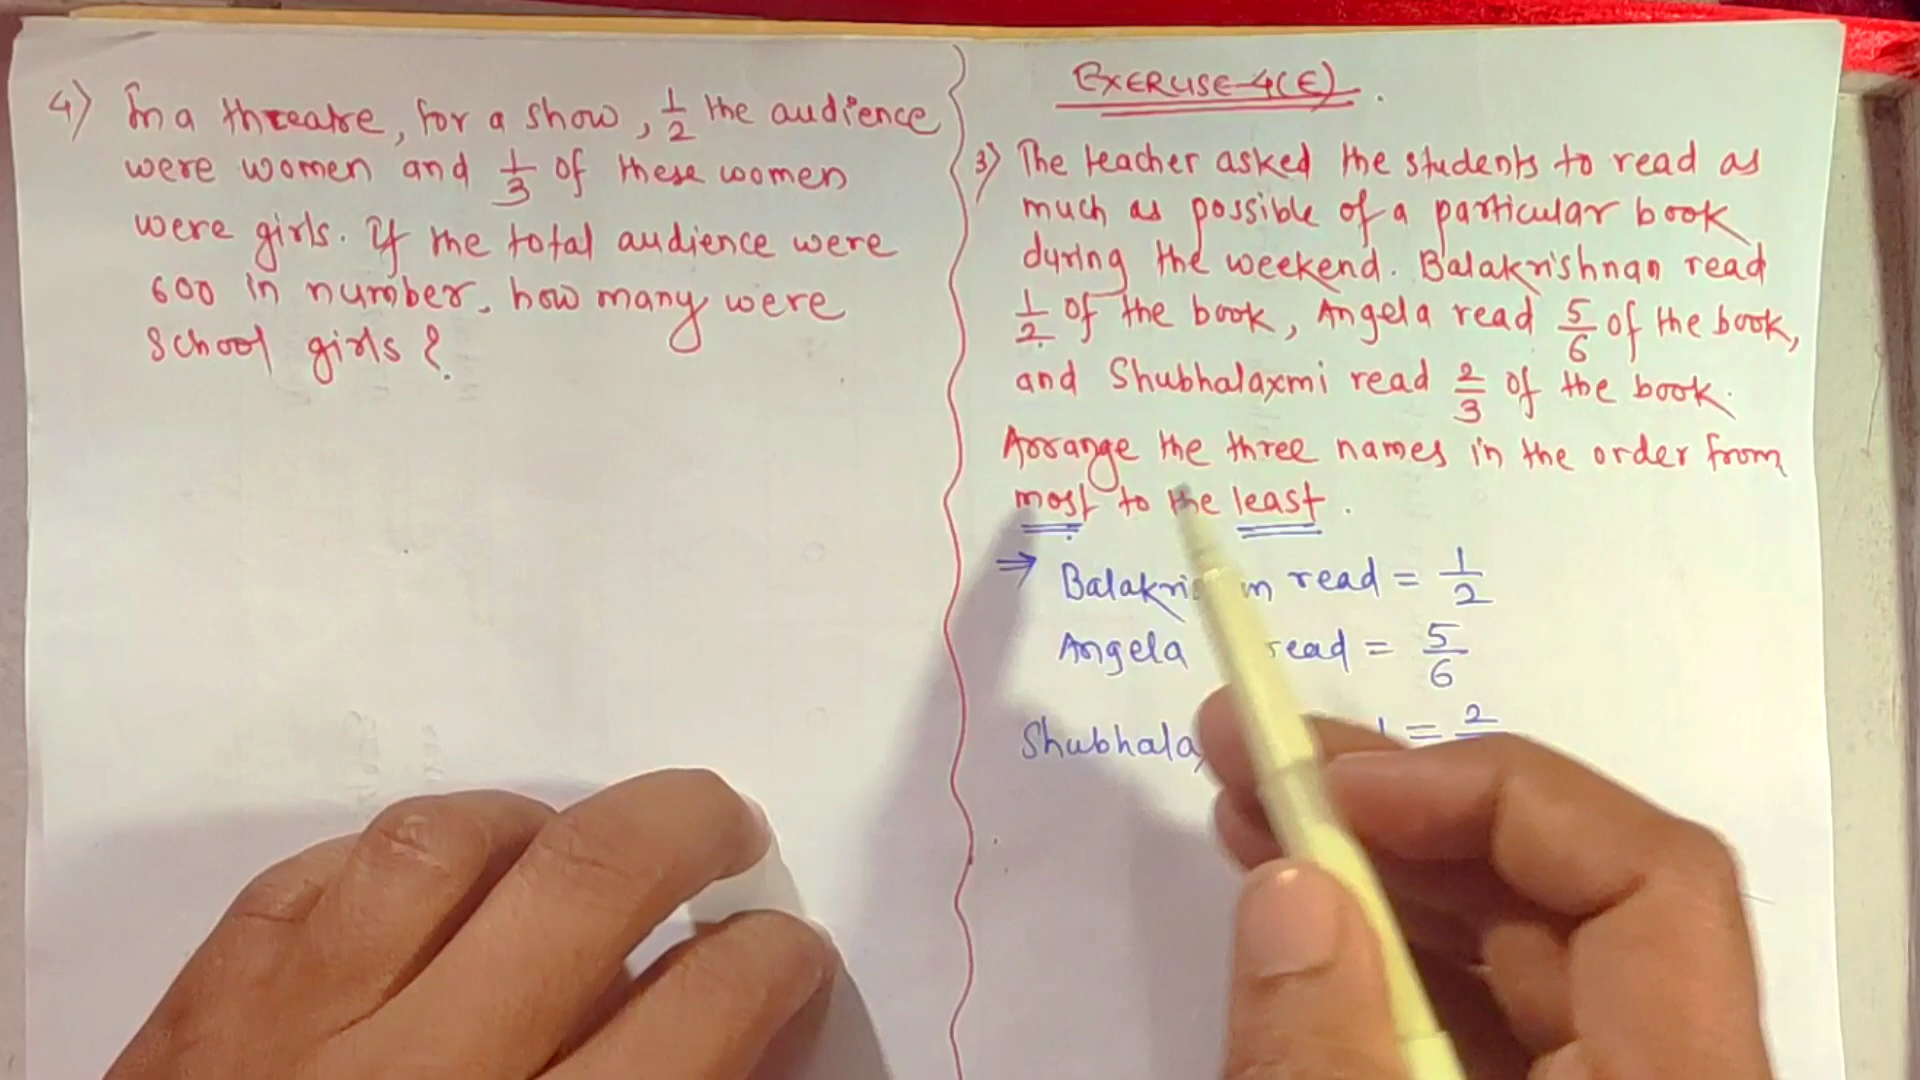 4) In a threatre, for a show, 1/2 the audience
were women and 1/3 of these women
were girls. If the total audience were
600 in number, how many were
school girls?
EXERCISE-4(E).
3) The teacher asked the students to read as
much as possible of a particular book
during the weekend. Balakrishnan read
1/2 of the book, Angela read 5/6 of the book,
and Shubhalaxmi read 2/3 of the book.
Arrange the three names in the order from
most to the least.
⇒ read = 1/2
Angela read = 5/6
= 2